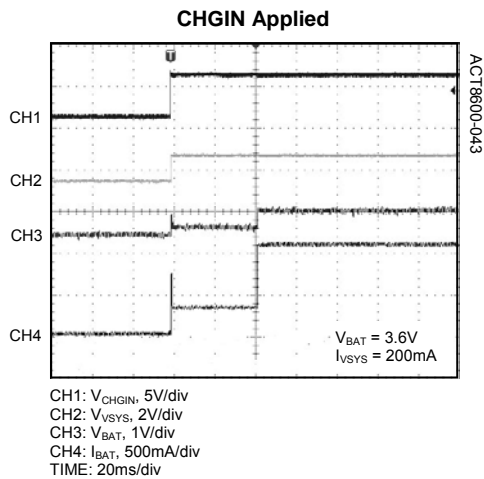 CHGIN Applied
ACT8600-043
CH1
CH2
CH3
CH4
V_BAT = 3.6V
I_VSYS = 200mA
CH1: V_CHGIN, 5V/div
CH2: V_VSYS, 2V/div
CH3: V_BAT, 1V/div
CH4: I_BAT, 500mA/div
TIME: 20ms/div